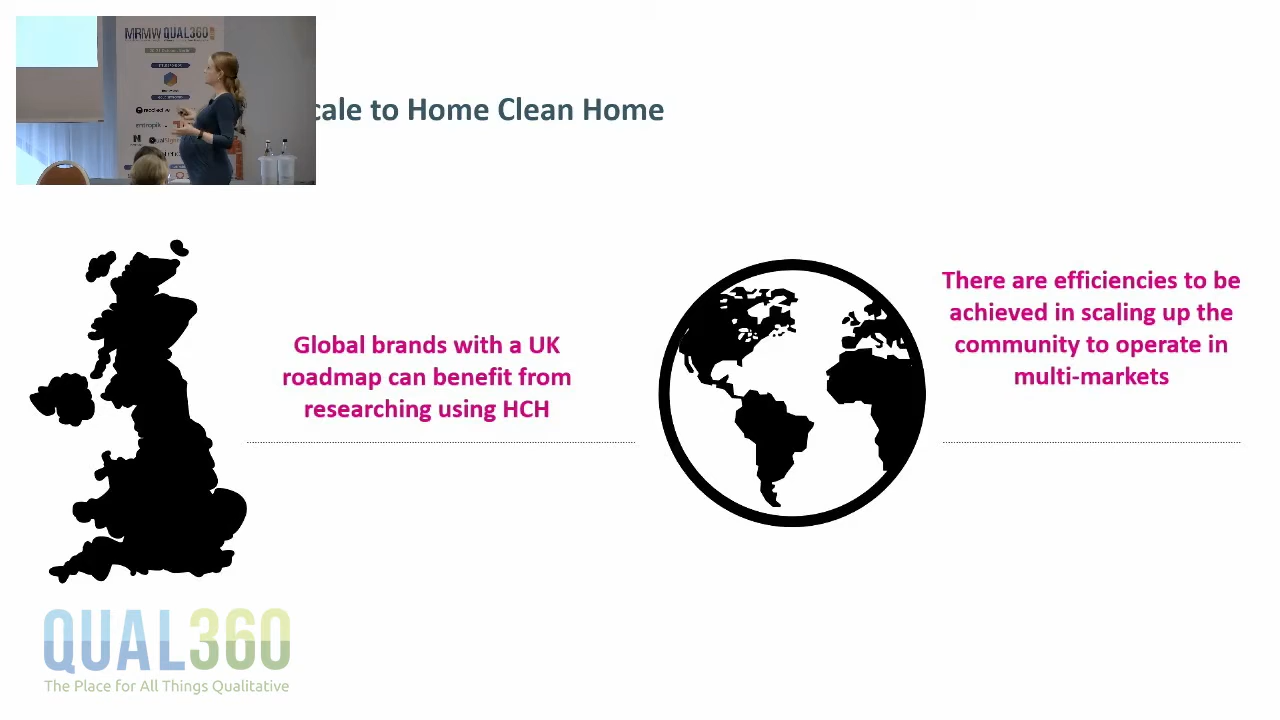 MRMW QUAL360
recollective
entropik
cale to Home Clean Home
Global brands with a UK
roadmap can benefit from
researching using HCH
There are efficiencies to be
achieved in scaling up the
community to operate in
multi-markets
QUAL360
The Place for All Things Qualitative